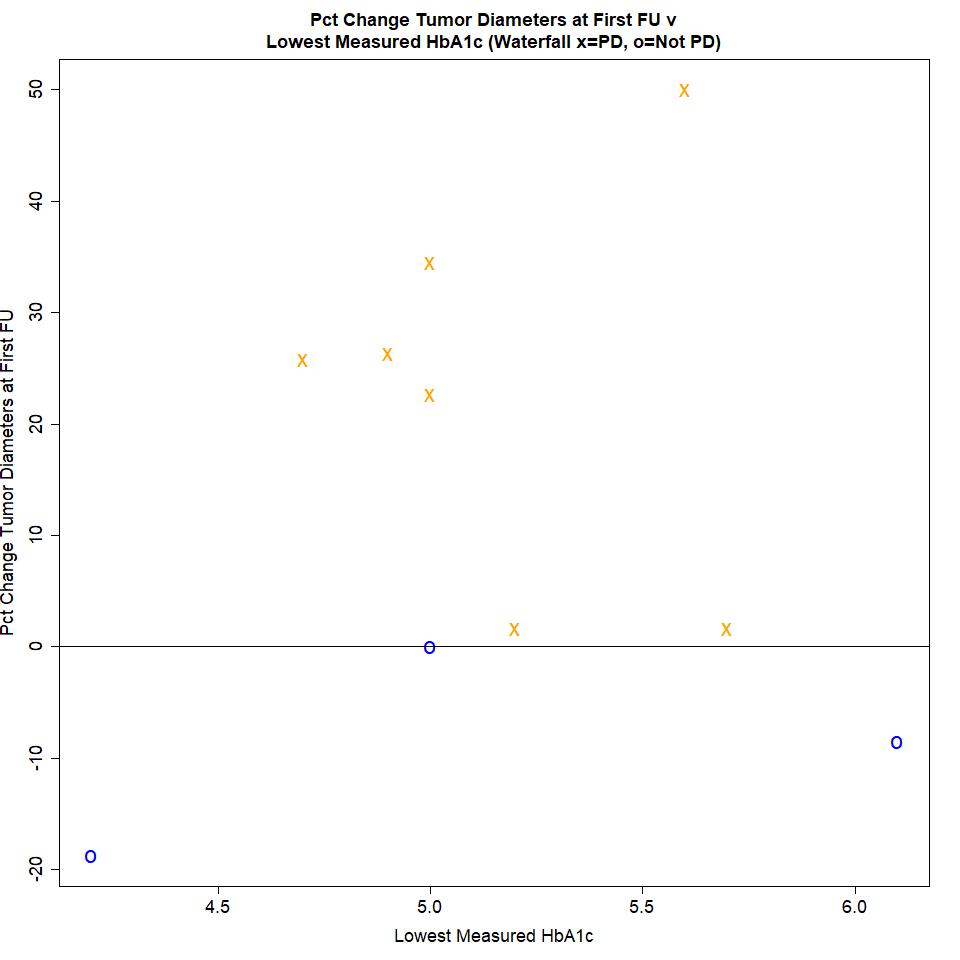 Pct Change Tumor Diameters at First FU v
Lowest Measured HbA1c (Waterfall x=PD, o=Not PD)
Pct Change Tumor Diameters at First FU
50
40
30
20
10
0
-10
-20
x
x
x
x
x
x
x
o
o
o
4.5
5.0
5.5
6.0
Lowest Measured HbA1c